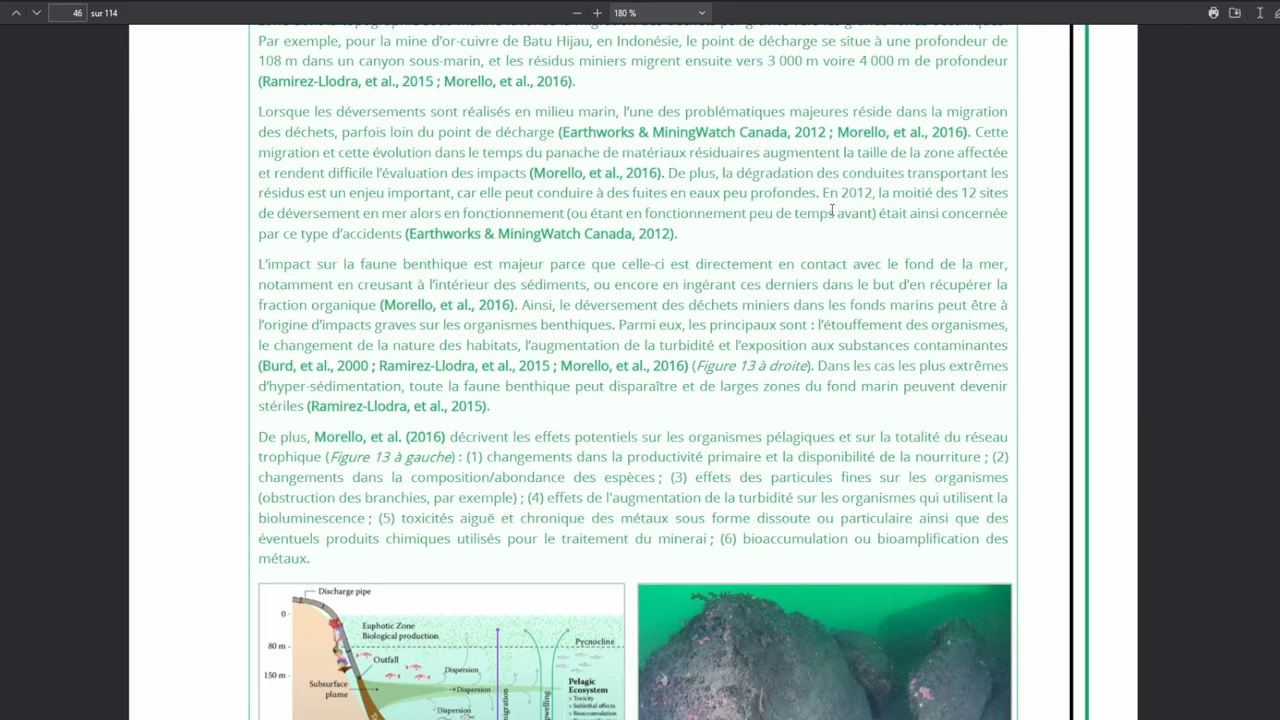 46 sur 114
180 %
Par exemple, pour la mine d'or-cuivre de Batu Hijau, en Indonésie, le point de décharge se situe à une profondeur de
108 m dans un canyon sous-marin, et les résidus miniers migrent ensuite vers 3 000 m voire 4 000 m de profondeur
(Ramirez-Llodra, et al., 2015 ; Morello, et al., 2016).
Lorsque les déversements sont réalisés en milieu marin, l'une des problématiques majeures réside dans la migration
des déchets, parfois loin du point de décharge (Earthworks & MiningWatch Canada, 2012 ; Morello, et al., 2016). Cette
migration et cette évolution dans le temps du panache de matériaux résiduaires augmentent la taille de la zone affectée
et rendent difficile l'évaluation des impacts (Morello, et al., 2016). De plus, la dégradation des conduites transportant les
résidus est un enjeu important, car elle peut conduire à des fuites en eaux peu profondes. En 2012, la moitié des 12 sites
de déversement en mer alors en fonctionnement (ou étant en fonctionnement peu de temps avant) était ainsi concernée
par ce type d'accidents (Earthworks & MiningWatch Canada, 2012).
L'impact sur la faune benthique est majeur parce que celle-ci est directement en contact avec le fond de la mer,
notamment en creusant à l'intérieur des sédiments, ou encore en ingérant ces derniers dans le but d'en récupérer la
fraction organique (Morello, et al., 2016). Ainsi, le déversement des déchets miniers dans les fonds marins peut être à
l'origine d'impacts graves sur les organismes benthiques. Parmi eux, les principaux sont : l'étouffement des organismes,
le changement de la nature des habitats, l'augmentation de la turbidité et l'exposition aux substances contaminantes
(Burd, et al., 2000 ; Ramirez-Llodra, et al., 2015 ; Morello, et al., 2016) (Figure 13 à droite). Dans les cas les plus extrêmes
d'hyper-sédimentation, toute la faune benthique peut disparaître et de larges zones du fond marin peuvent devenir
stériles (Ramirez-Llodra, et al., 2015).
De plus, Morello, et al. (2016) décrivent les effets potentiels sur les organismes pélagiques et sur la totalité du réseau
trophique (Figure 13 à gauche) : (1) changements dans la productivité primaire et la disponibilité de la nourriture ; (2)
changements dans la composition/abondance des espèces ; (3) effets des particules fines sur les organismes
(obstruction des branchies, par exemple) ; (4) effets de l'augmentation de la turbidité sur les organismes qui utilisent la
bioluminescence ; (5) toxicités aiguë et chronique des métaux sous forme dissoute ou particulaire ainsi que des
éventuels produits chimiques utilisés pour le traitement du minerai ; (6) bioaccumulation ou bioamplification des
métaux.
Discharge pipe
0
Euphotic Zone
Biological production
80 m
Pycnocline
Outfall
150 m
Dispersion
Subsurface
plume
Dispersion
Dispersion
Pelagic
Ecosystem
Toxicity
Sublethal effects
Bioaccumulation